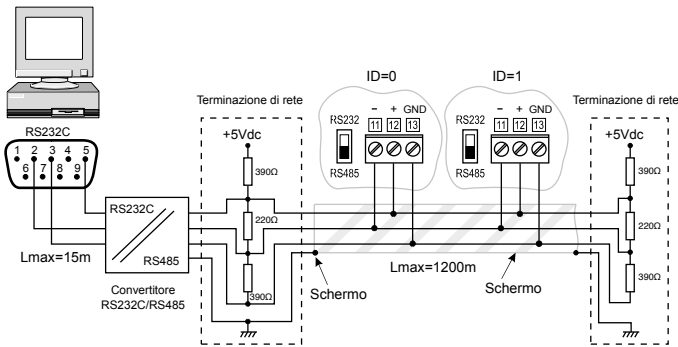 ID=0
ID=1
Terminazione di rete
RS232
- + GND
11 12 13
RS485
RS232
- + GND
11 12 13
RS485
Terminazione di rete
RS232C
1 2 3 4 5
6 7 8 9
+5Vdc
390Ω
220Ω
390Ω
+5Vdc
390Ω
220Ω
390Ω
RS232C
RS485
Lmax=15m
Convertitore
RS232C/RS485
Schermo
Lmax=1200m
Schermo